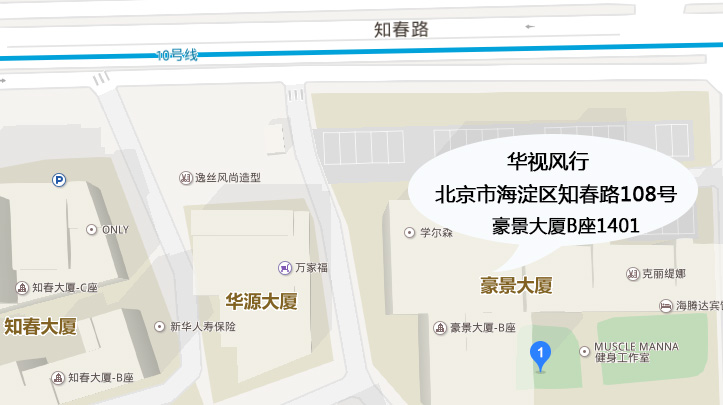 知春路
10号线
P
逸丝风尚造型
华视风行
北京市海淀区知春路108号
豪景大厦B座1401
ONLY
学尔森
万家福
克丽缇娜
知春大厦-C座
豪景大厦
华源大厦
海腾达宾
知春大厦
新华人寿保险
豪景大厦-B座
MUSCLE MANNA
健身工作室
1
知春大厦-B座